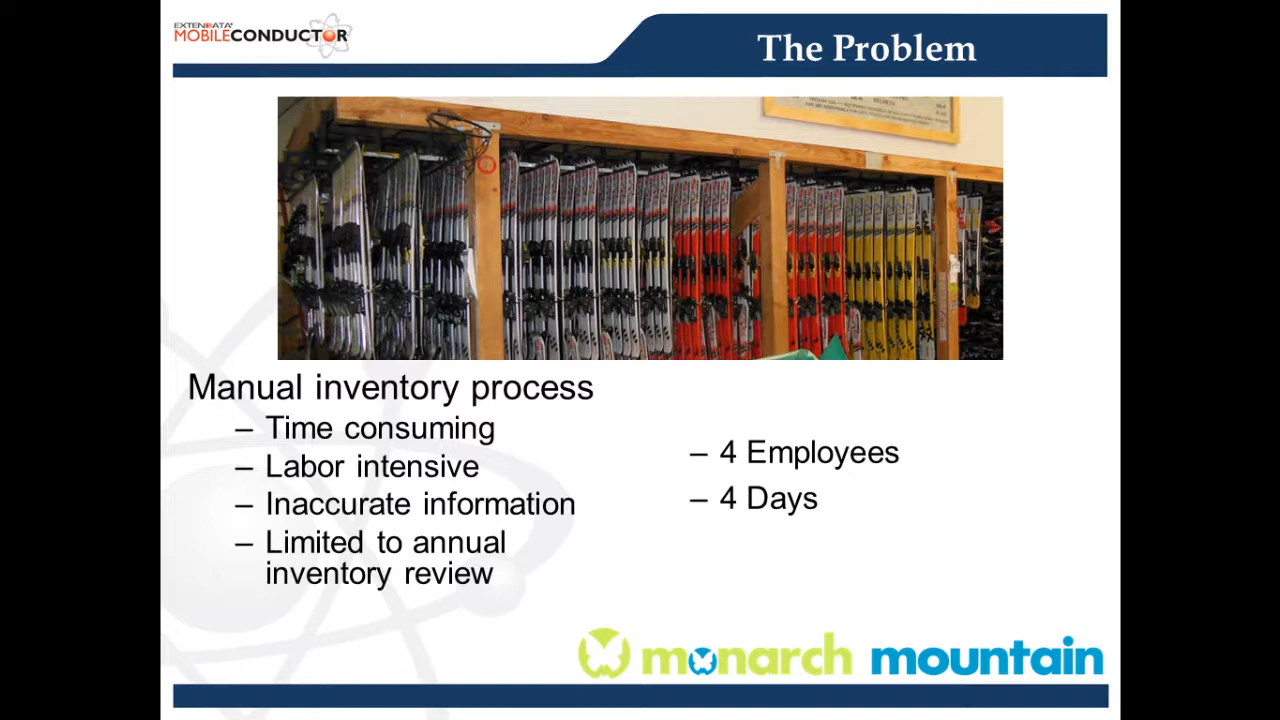 EXTENDATA
MOBILECONDUCTOR
The Problem
HELMETS
Manual inventory process
– Time consuming
– Labor intensive
– Inaccurate information
– Limited to annual
inventory review
– 4 Employees
– 4 Days
monarch mountain